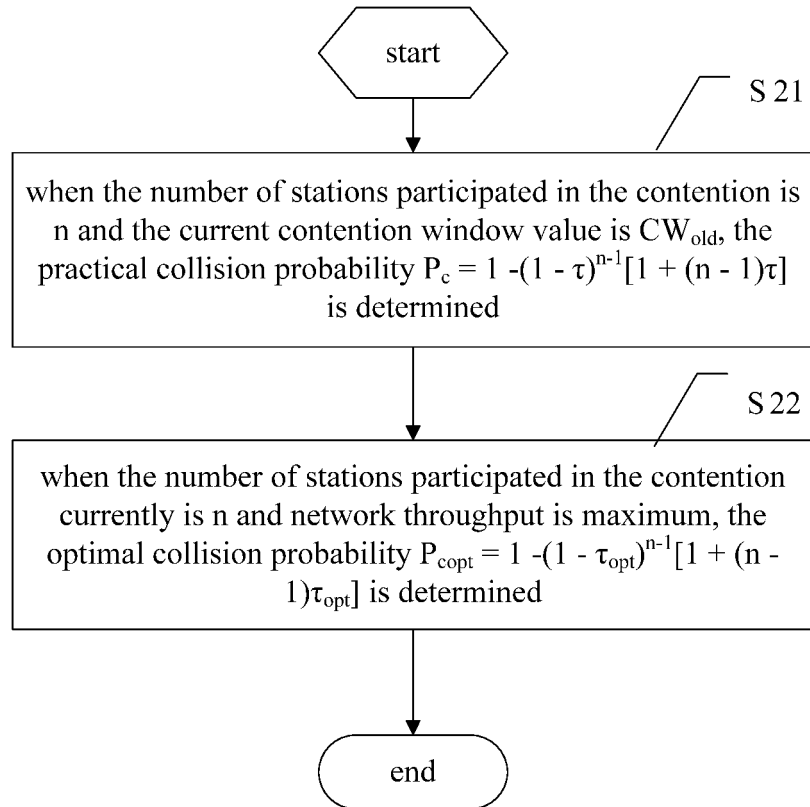 start
S 21
when the number of stations participated in the contention is
n and the current contention window value is CW_old, the
practical collision probability P_c = 1 -(1 - τ)^n-1[1 + (n - 1)τ]
is determined
S 22
when the number of stations participated in the contention
currently is n and network throughput is maximum, the
optimal collision probability P_copt = 1 -(1 - τ_opt)^n-1[1 + (n -
1)τ_opt] is determined
end